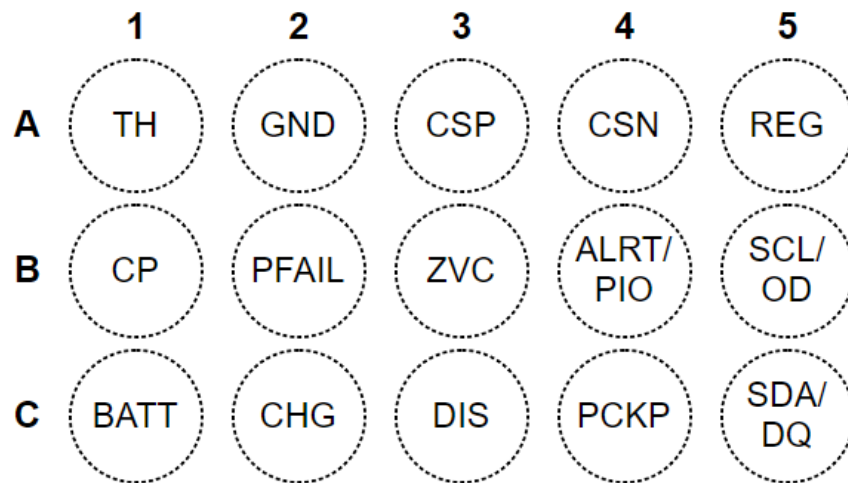 1 2 3 4 5
A TH GND CSP CSN REG
B CP PFAIL ZVC ALRT/ PIO SCL/ OD
C BATT CHG DIS PCKP SDA/ DQ